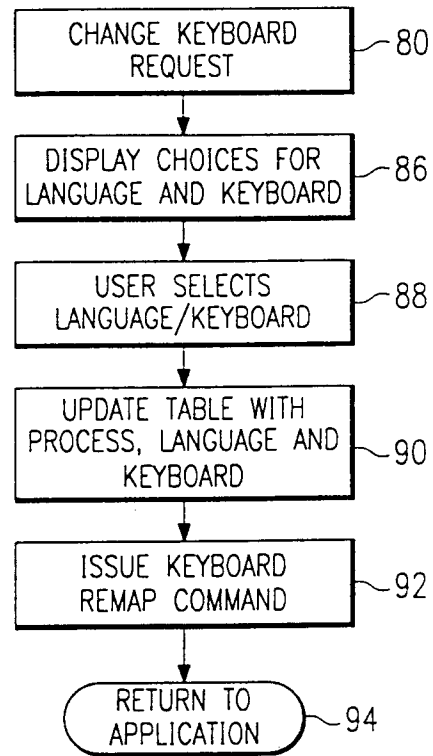 CHANGE KEYBOARD
REQUEST
80
DISPLAY CHOICES FOR
LANGUAGE AND KEYBOARD
86
USER SELECTS
LANGUAGE/KEYBOARD
88
UPDATE TABLE WITH
PROCESS, LANGUAGE AND
KEYBOARD
90
ISSUE KEYBOARD
REMAP COMMAND
92
RETURN TO
APPLICATION
94